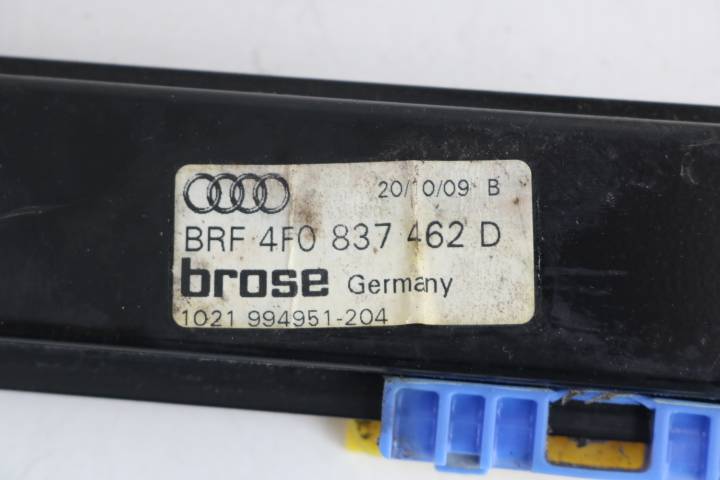 20/10/09 B
BRF 4F0 837 462 D
brose Germany
1021 994951-204